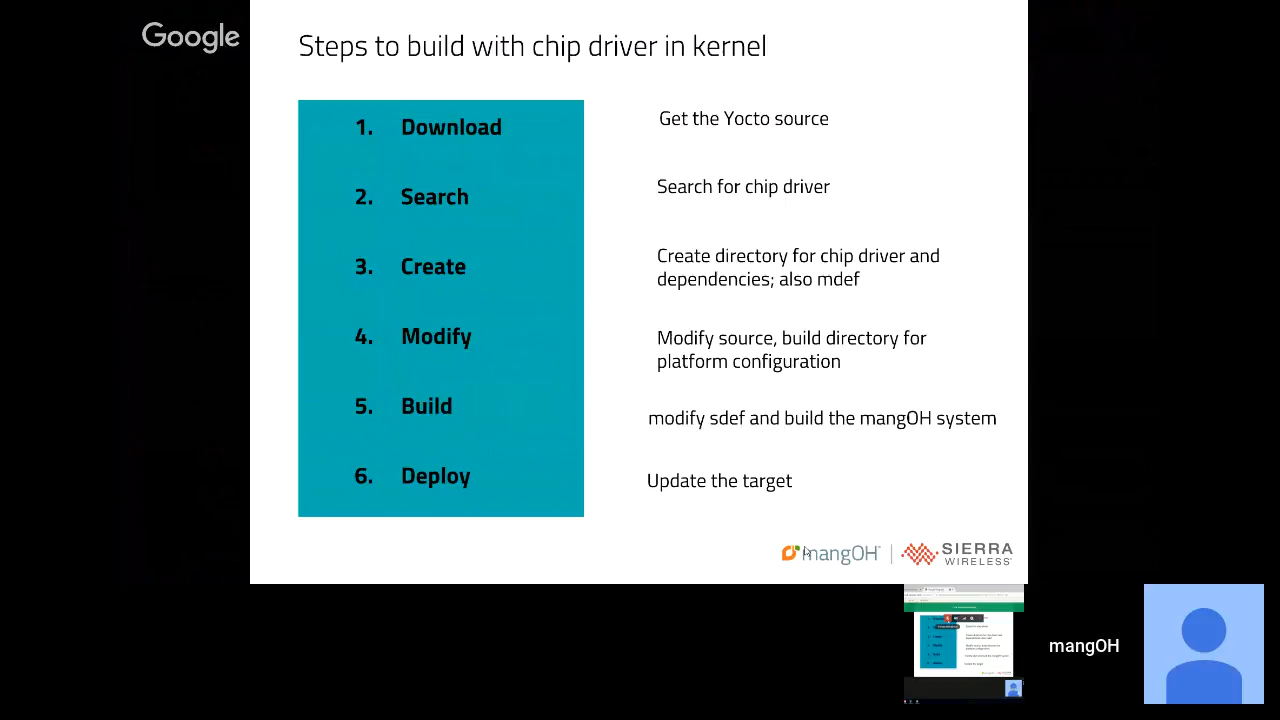 Google
Steps to build with chip driver in kernel
1. Download
Get the Yocto source
2. Search
Search for chip driver
3. Create
Create directory for chip driver and
dependencies; also mdef
4. Modify
Modify source, build directory for
platform configuration
5. Build
modify sdef and build the mangOH system
6. Deploy
Update the target
mangOH
SIERRA
WIRELESS
mangOH